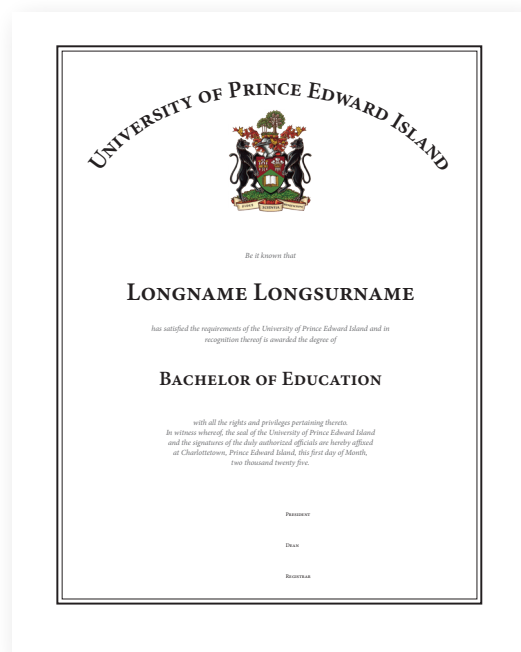 University of Prince Edward Island
Be it known that
Longname Longsurname
has satisfied the requirements of the University of Prince Edward Island and in
recognition thereof is awarded the degree of
Bachelor of Education
with all the rights and privileges pertaining thereto.
In witness whereof, the seal of the University of Prince Edward Island
and the signatures of the duly authorized officials are hereby affixed
at Charlottetown, Prince Edward Island, this first day of Month,
two thousand twenty five.
President
Dean
Registrar